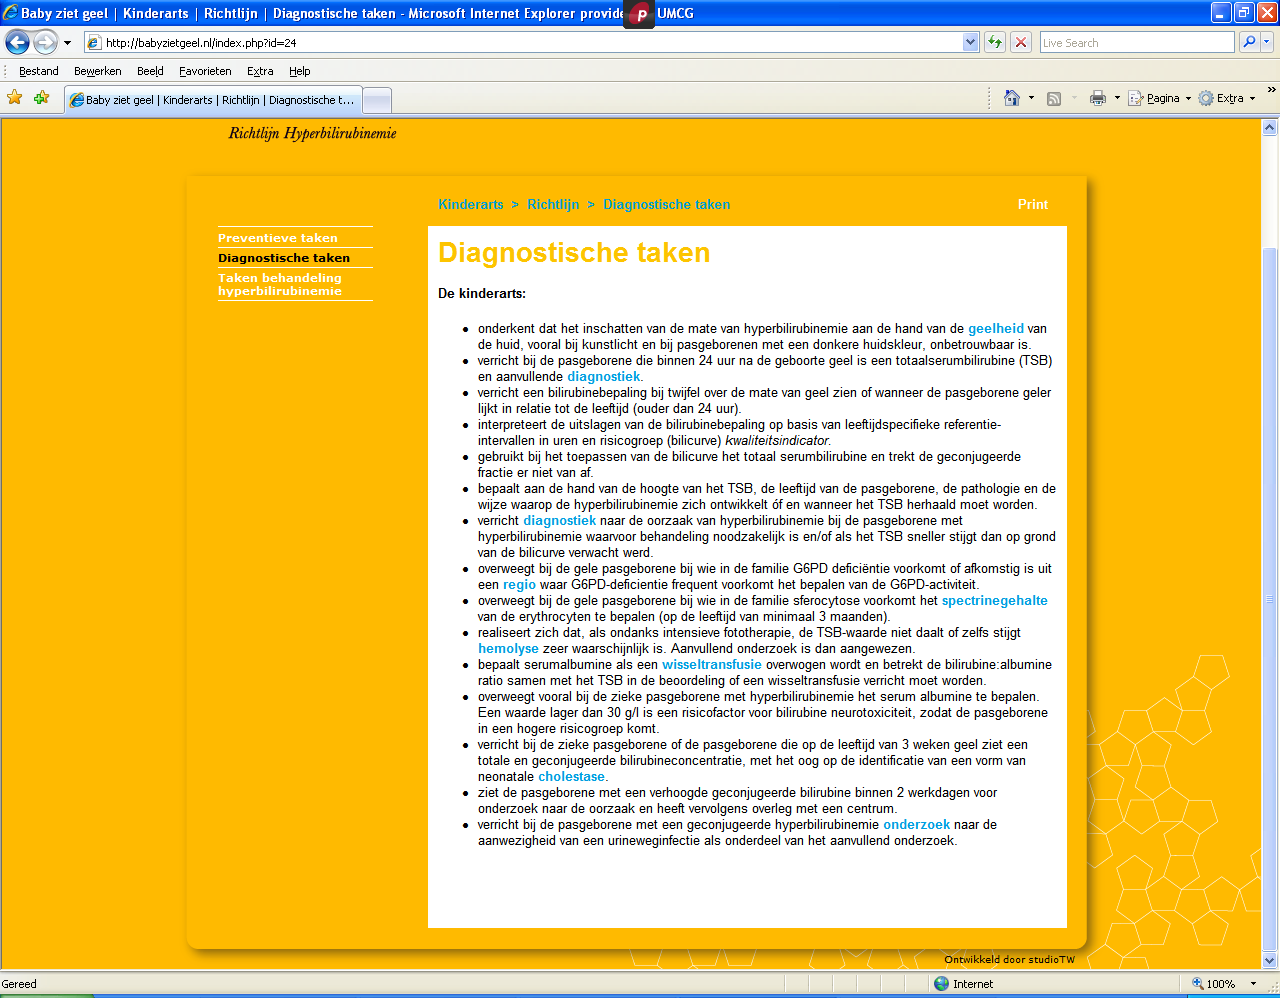 Baby ziet geel | Kinderarts | Richtlijn | Diagnostische taken - Microsoft Internet Explorer provide p UMCG
http://babyzietgeel.nl/index.php?id=24
Live Search
Bestand Bewerken Beeld Favorieten Extra Help
Baby ziet geel | Kinderarts | Richtlijn | Diagnostische t...
Pagina Extra »
Richtlijn Hyperbilirubinemie
Kinderarts > Richtlijn > Diagnostische taken
Print
Preventieve taken
Diagnostische taken
Taken behandeling
hyperbilirubinemie
Diagnostische taken
De kinderarts:
• onderkent dat het inschatten van de mate van hyperbilirubinemie aan de hand van de geelheid van
de huid, vooral bij kunstlicht en bij pasgeborenen met een donkere huidskleur, onbetrouwbaar is.
• verricht bij de pasgeborene die binnen 24 uur na de geboorte geel is een totaalserumbilirubine (TSB)
en aanvullende diagnostiek.
• verricht een bilirubinebepaling bij twijfel over de mate van geel zien of wanneer de pasgeborene geler
lijkt in relatie tot de leeftijd (ouder dan 24 uur).
• interpreteert de uitslagen van de bilirubinebepaling op basis van leeftijdspecifieke referentie-
intervallen in uren en risicogroep (bilicurve) kwaliteitsindicator.
• gebruikt bij het toepassen van de bilicurve het totaal serumbilirubine en trekt de geconjugeerde
fractie er niet van af.
• bepaalt aan de hand van de hoogte van het TSB, de leeftijd van de pasgeborene, de pathologie en de
wijze waarop de hyperbilirubinemie zich ontwikkelt óf en wanneer het TSB herhaald moet worden.
• verricht diagnostiek naar de oorzaak van hyperbilirubinemie bij de pasgeborene met
hyperbilirubinemie waarvoor behandeling noodzakelijk is en/of als het TSB sneller stijgt dan op grond
van de bilicurve verwacht werd.
• overweegt bij de gele pasgeborene bij wie in de familie G6PD deficiëntie voorkomt of afkomstig is uit
een regio waar G6PD-deficientie frequent voorkomt het bepalen van de G6PD-activiteit.
• overweegt bij de gele pasgeborene bij wie in de familie sferocytose voorkomt het spectrinegehalte
van de erythrocyten te bepalen (op de leeftijd van minimaal 3 maanden).
• realiseert zich dat, als ondanks intensieve fototherapie, de TSB-waarde niet daalt of zelfs stijgt
hemolyse zeer waarschijnlijk is. Aanvullend onderzoek is dan aangewezen.
• bepaalt serumalbumine als een wisseltransfusie overwogen wordt en betrekt de bilirubine:albumine
ratio samen met het TSB in de beoordeling of een wisseltransfusie verricht moet worden.
• overweegt vooral bij de zieke pasgeborene met hyperbilirubinemie het serum albumine te bepalen.
Een waarde lager dan 30 g/l is een risicofactor voor bilirubine neurotoxiciteit, zodat de pasgeborene
in een hogere risicogroep komt.
• verricht bij de zieke pasgeborene of de pasgeborene die op de leeftijd van 3 weken geel ziet een
totale en geconjugeerde bilirubineconcentratie, met het oog op de identificatie van een vorm van
neonatale cholestase.
• ziet de pasgeborene met een verhoogde geconjugeerde bilirubine binnen 2 werkdagen voor
onderzoek naar de oorzaak en heeft vervolgens overleg met een centrum.
• verricht bij de pasgeborene met een geconjugeerde hyperbilirubinemie onderzoek naar de
aanwezigheid van een urineweginfectie als onderdeel van het aanvullend onderzoek.
Ontwikkeld door studioTW
Gereed Internet 100%